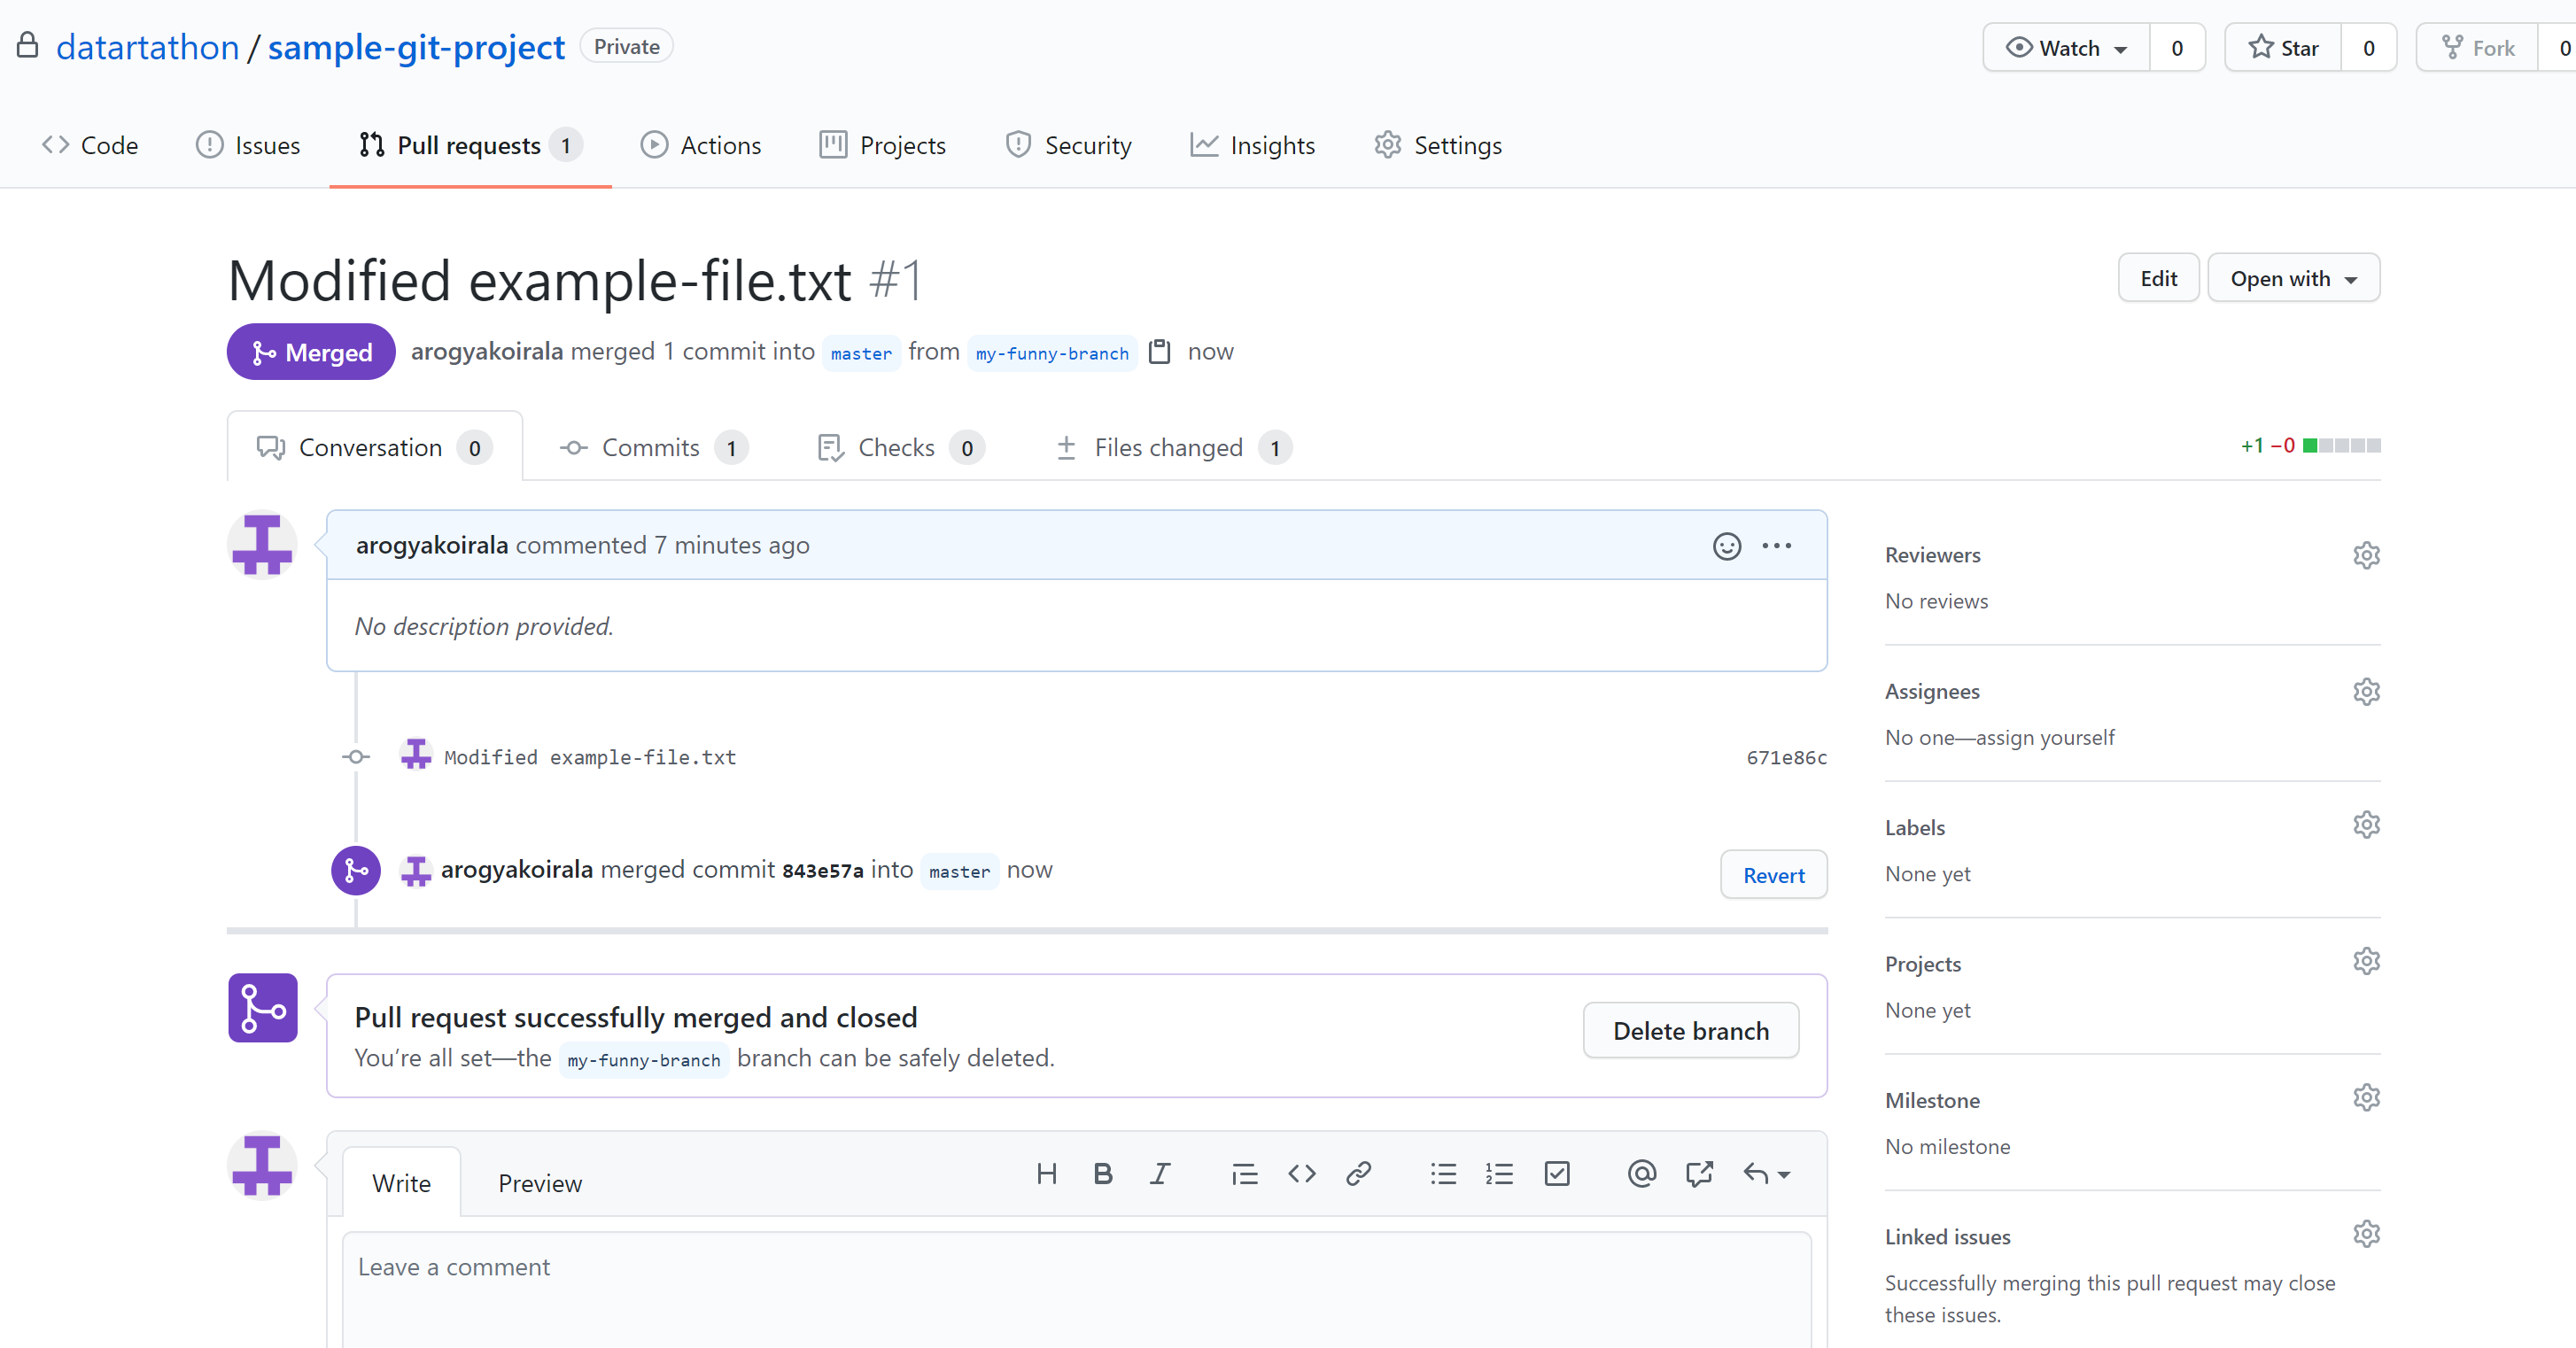 datartathon / sample-git-project Private
Watch 0 Star 0 Fork 0
Code Issues Pull requests 1 Actions Projects Security Insights Settings
Modified example-file.txt #1
Edit Open with
Merged arogyakoirala merged 1 commit into master from my-funny-branch now
Conversation 0 Commits 1 Checks 0 Files changed 1
+1 −0
arogyakoirala commented 7 minutes ago
No description provided.
Modified example-file.txt 671e86c
arogyakoirala merged commit 843e57a into master now
Revert
Pull request successfully merged and closed
You’re all set—the my-funny-branch branch can be safely deleted.
Delete branch
Write Preview
Leave a comment
Reviewers
No reviews
Assignees
No one—assign yourself
Labels
None yet
Projects
None yet
Milestone
No milestone
Linked issues
Successfully merging this pull request may close
these issues.